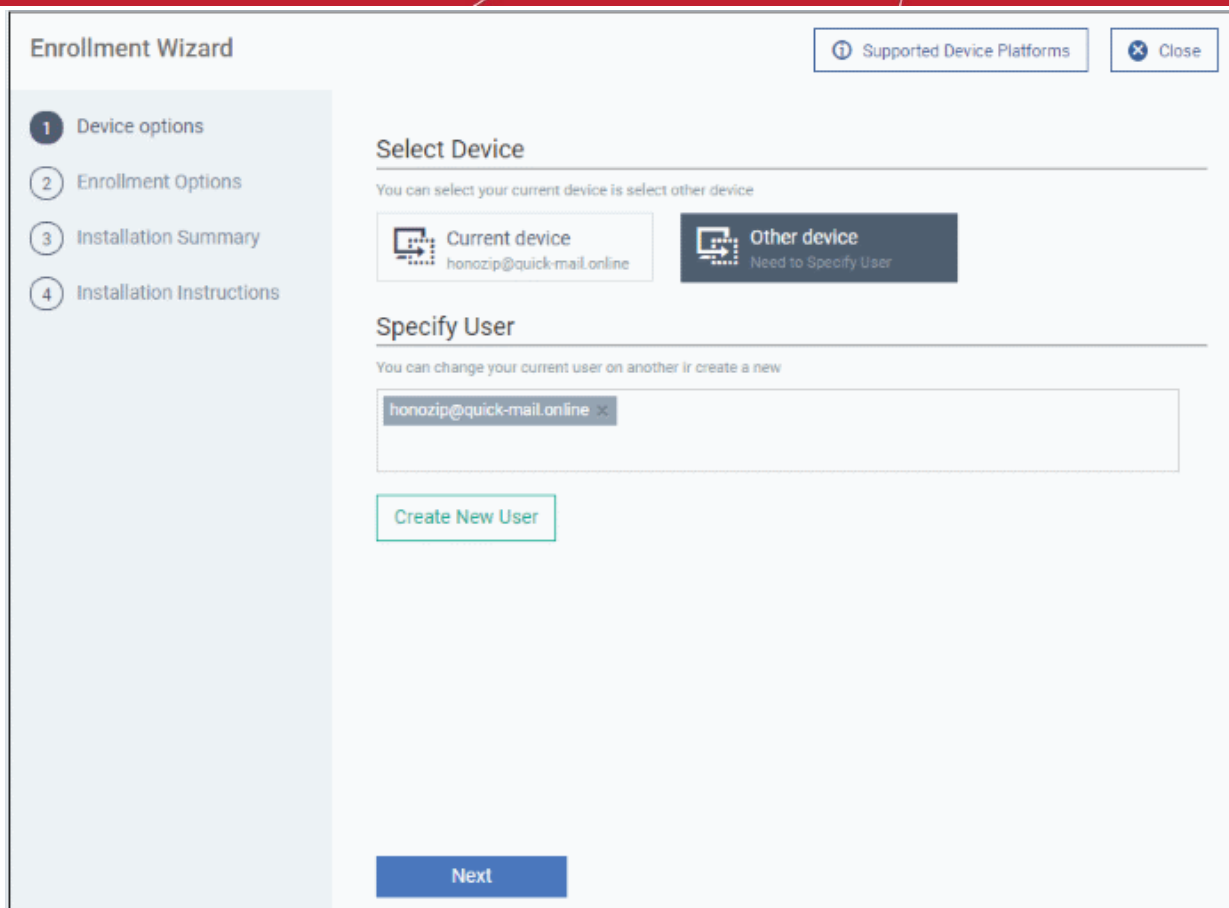 Enrollment Wizard
Supported Device Platforms
Close
1 Device options
2 Enrollment Options
3 Installation Summary
4 Installation Instructions
Select Device
You can select your current device is select other device
Current device
honozip@quick-mail.online
Other device
Need to Specify User
Specify User
You can change your current user on another ir create a new
honozip@quick-mail.online ×
Create New User
Next